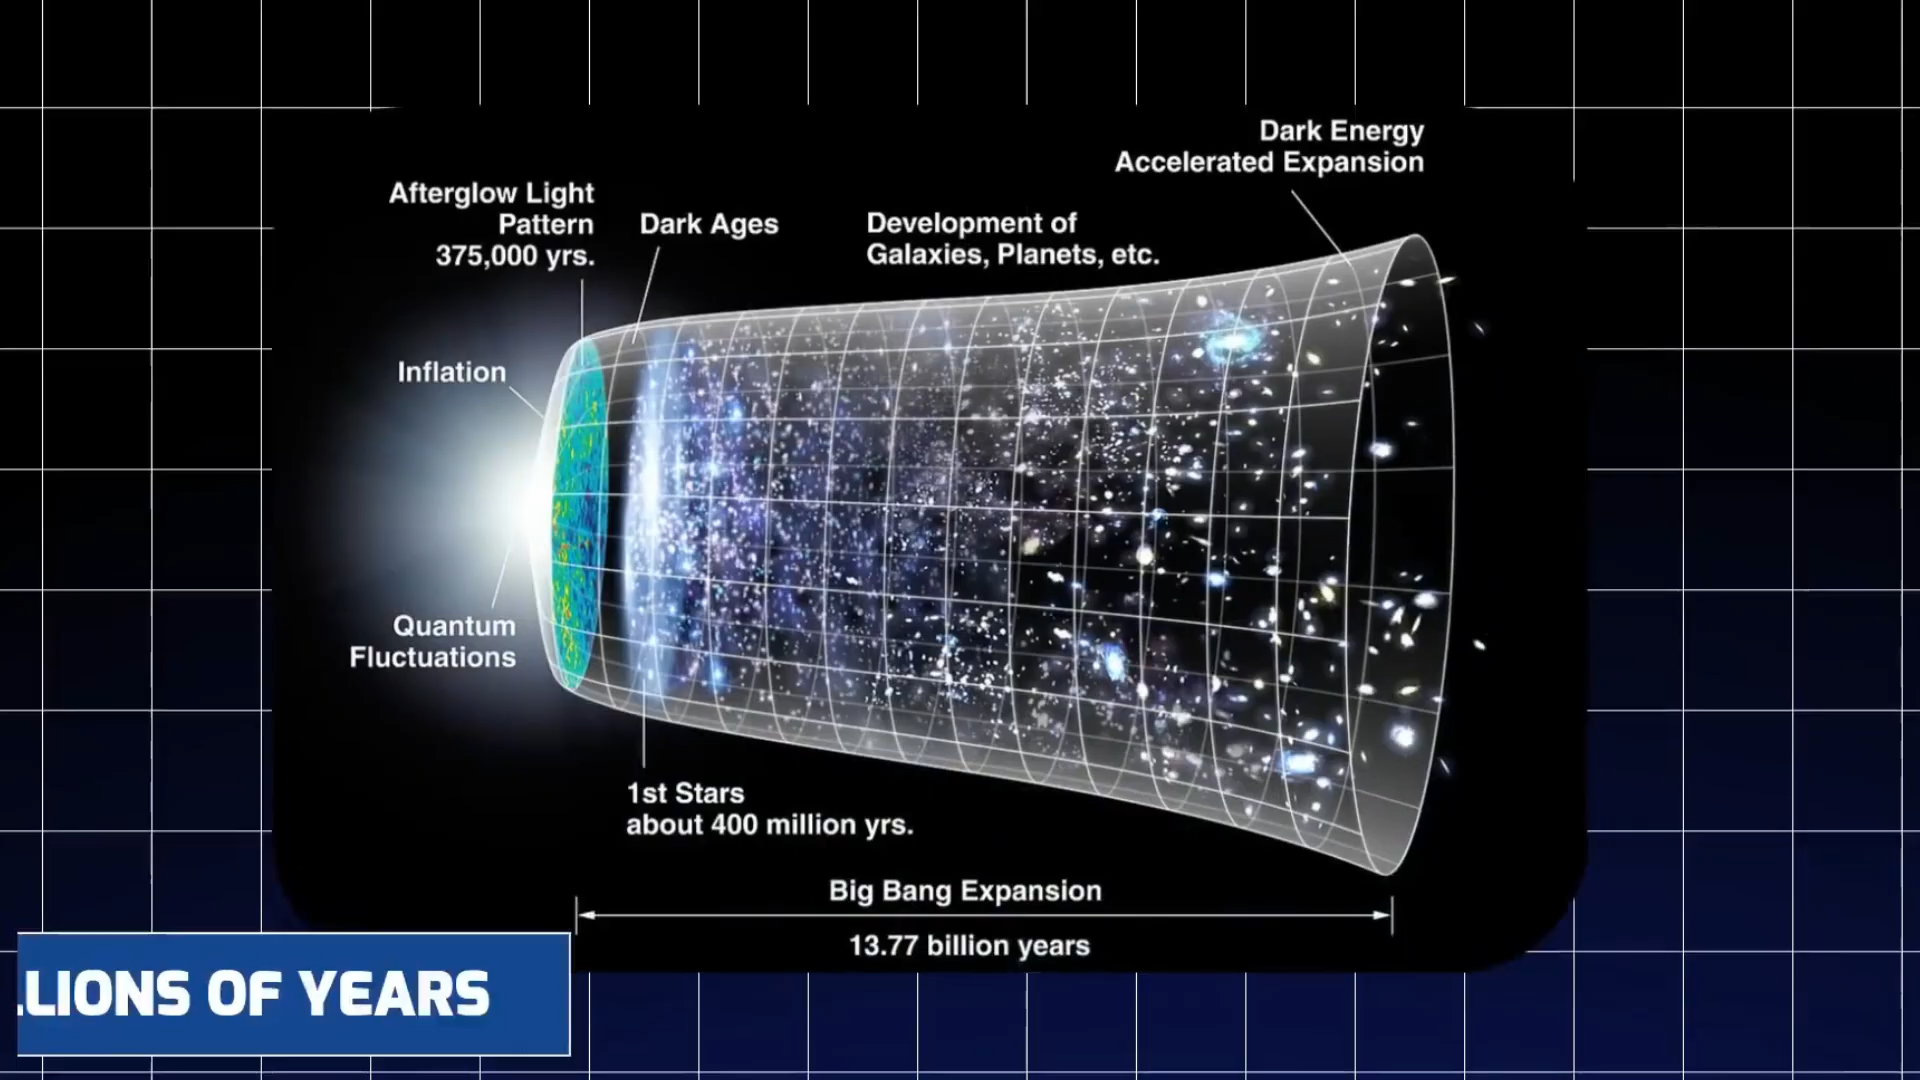 Dark Energy
Accelerated Expansion
Afterglow Light
Pattern
375,000 yrs.
Dark Ages
Development of
Galaxies, Planets, etc.
Inflation
Quantum
Fluctuations
1st Stars
about 400 million yrs.
Big Bang Expansion
13.77 billion years
LLIONS OF YEARS